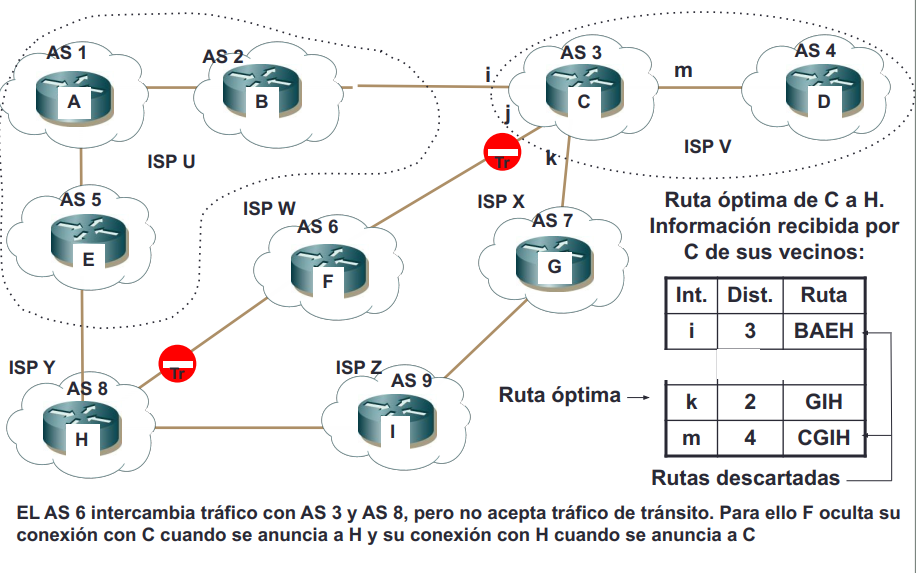 AS 1
AS 2
AS 3
AS 4
i
m
A
B
C
D
j
Tr
k
ISP U
ISP V
AS 5
ISP W
ISP X
AS 6
AS 7
E
F
G
Ruta óptima de C a H.
Información recibida por
C de sus vecinos:
Int. Dist. Ruta
i 3 BAEH
k 2 GIH
m 4 CGIH
Ruta óptima
Rutas descartadas
ISP Y
Tr
ISP Z
AS 8
AS 9
H
I
EL AS 6 intercambia tráfico con AS 3 y AS 8, pero no acepta tráfico de tránsito. Para ello F oculta su
conexión con C cuando se anuncia a H y su conexión con H cuando se anuncia a C